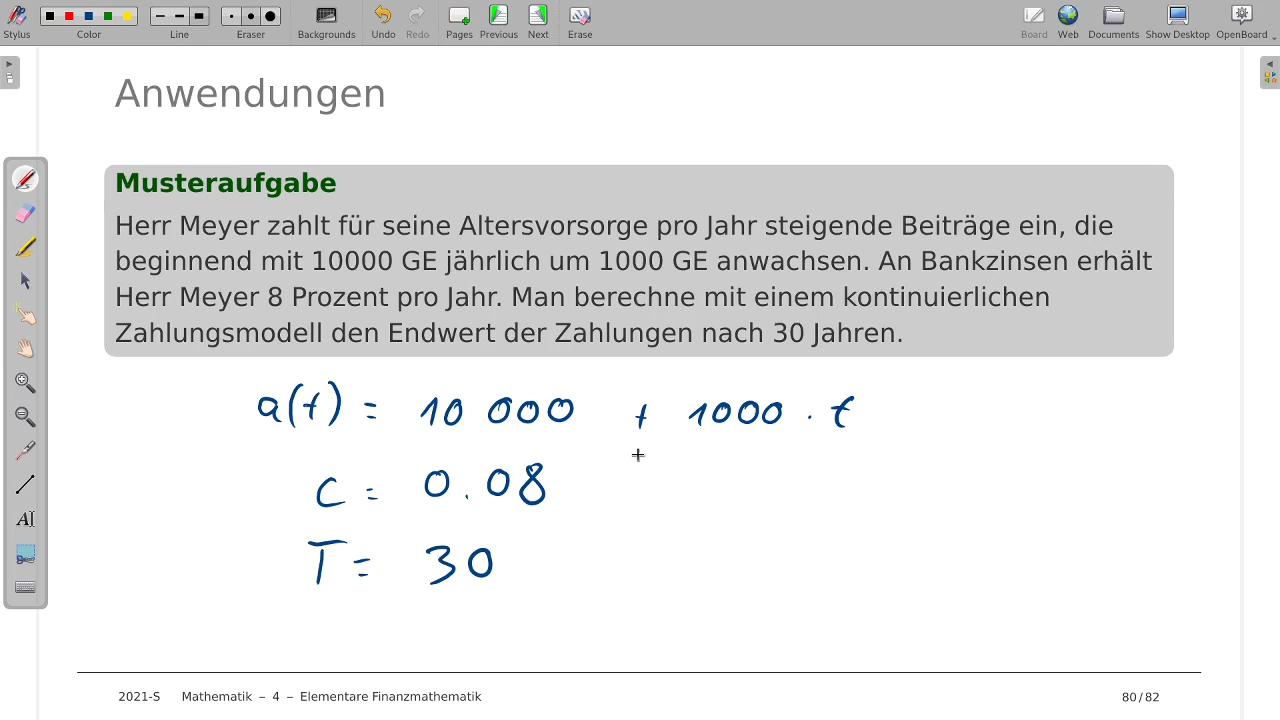 Stylus Color Line Eraser Backgrounds Undo Redo Pages Previous Next Erase Board Web Documents Show Desktop OpenBoard
Anwendungen
Musteraufgabe
Herr Meyer zahlt für seine Altersvorsorge pro Jahr steigende Beiträge ein, die
beginnend mit 10000 GE jährlich um 1000 GE anwachsen. An Bankzinsen erhält
Herr Meyer 8 Prozent pro Jahr. Man berechne mit einem kontinuierlichen
Zahlungsmodell den Endwert der Zahlungen nach 30 Jahren.
a(t) = 10 000 + 1000 · t
c = 0.08
T = 30
2021-S Mathematik – 4 – Elementare Finanzmathematik 80/82